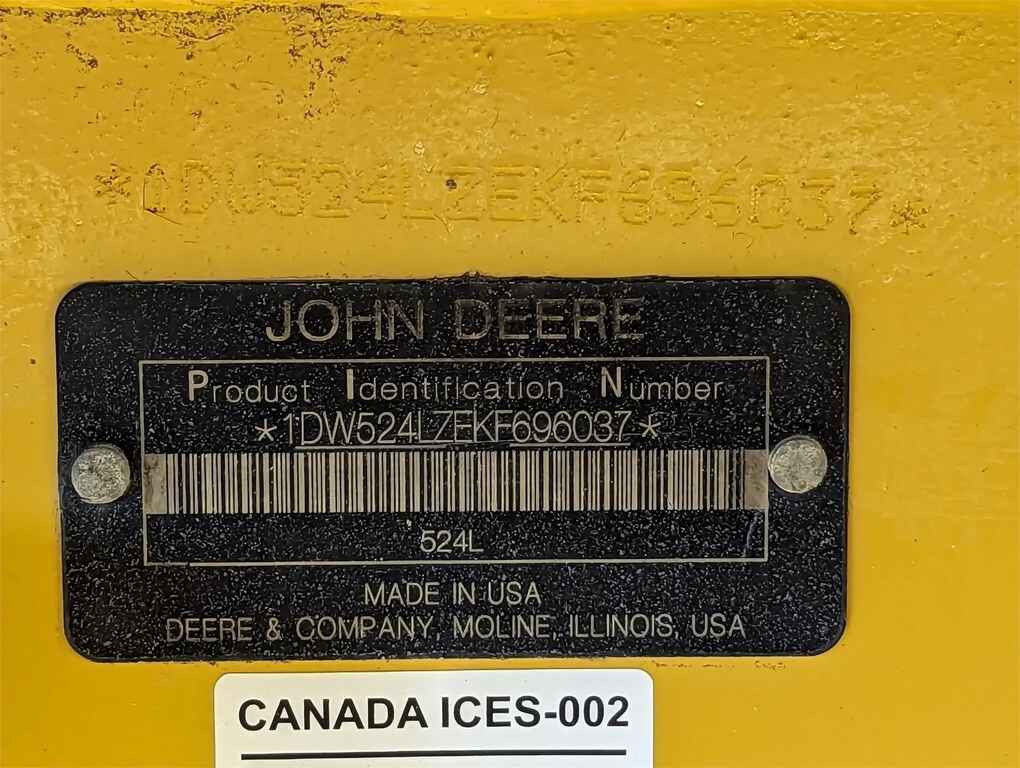 *1DW524LZEKF696037*
JOHN DEERE
Product Identification Number
*1DW524LZEKF696037*
524L
MADE IN USA
DEERE & COMPANY, MOLINE, ILLINOIS, USA
CANADA ICES-002